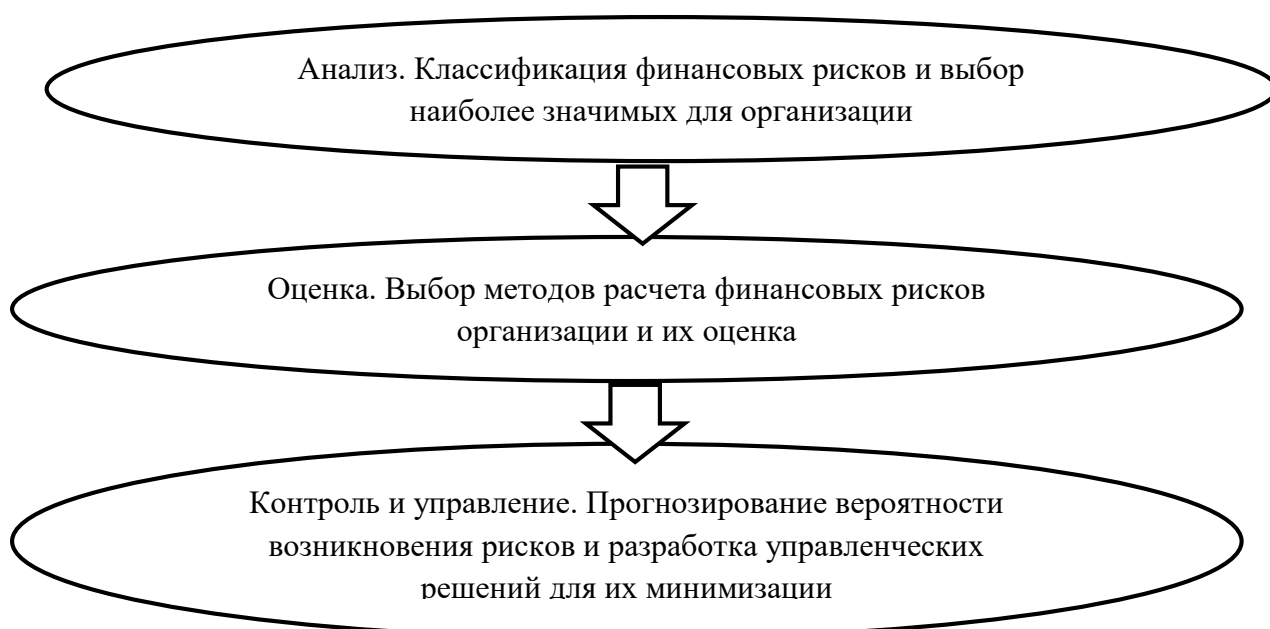 Анализ. Классификация финансовых рисков и выбор
наиболее значимых для организации
Оценка. Выбор методов расчета финансовых рисков
организации и их оценка
Контроль и управление. Прогнозирование вероятности
возникновения рисков и разработка управленческих
решений для их минимизации